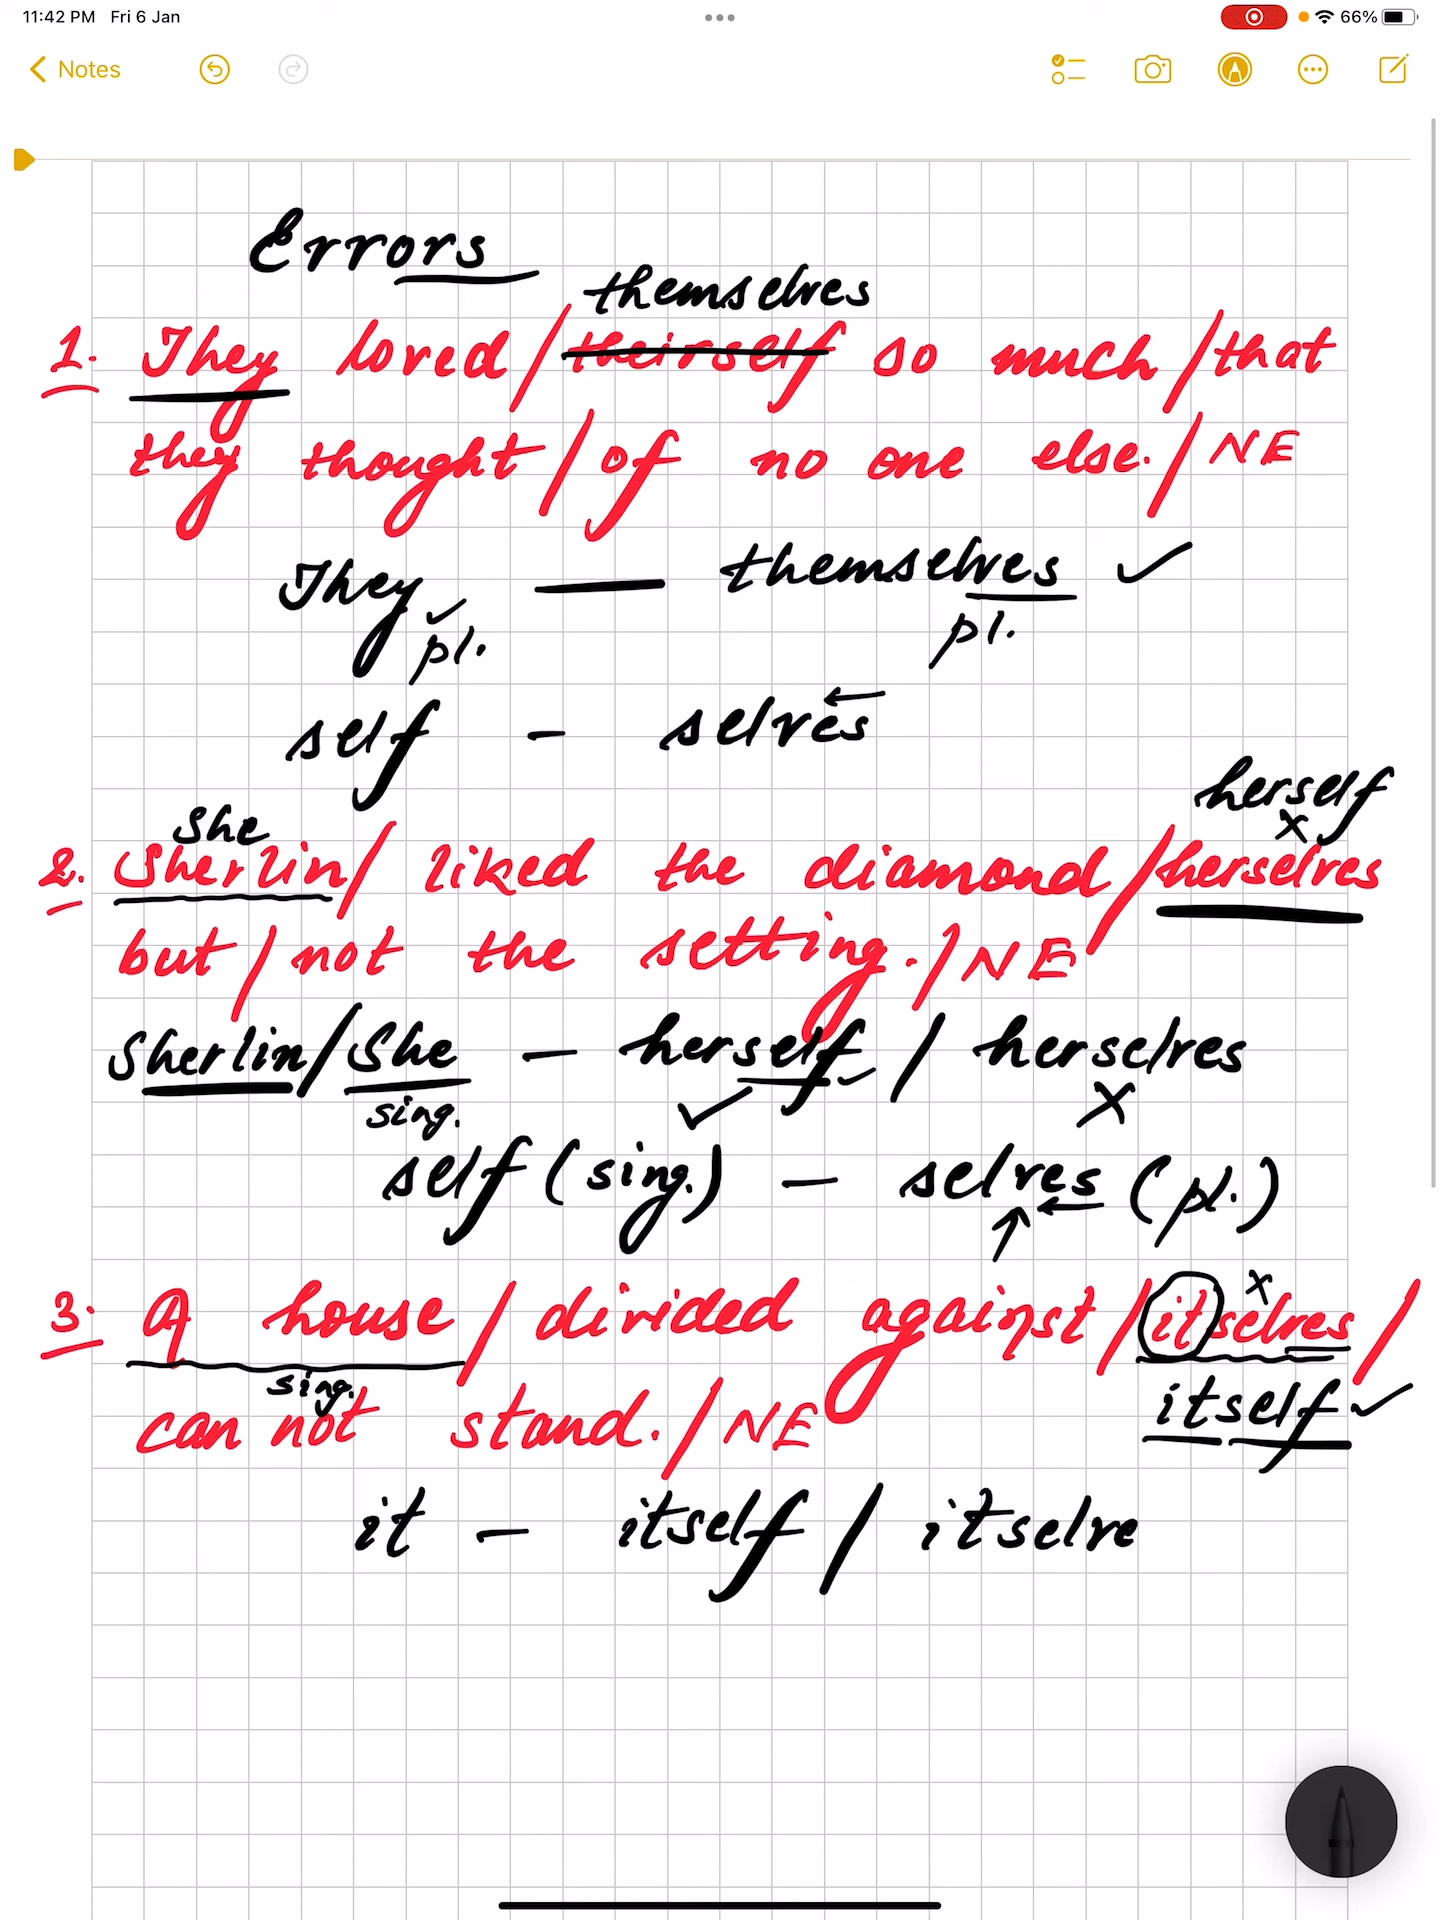 11:42 PM Fri 6 Jan 66%
Notes
Errors
themselves
1. They loved / theirself so much / that
they thought / of no one else. / NE
They — themselves ✓
pl. pl.
self - selves
herself
She x
2. Sherlin / liked the diamond / herselves
but / not the setting. / NE
Sherlin / She — herself ✓ / herselves
sing. ✓ x
self (sing.) — selves (pl.)
x
3. A house / divided against / itselves /
sing. itself ✓
can not stand. / NE
it — itself / itselve